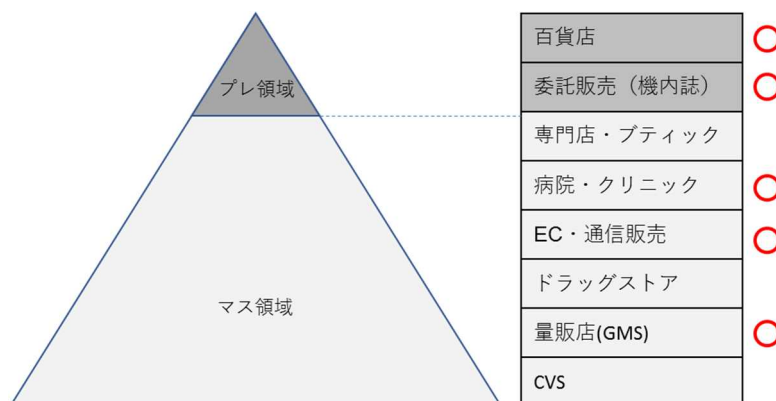 プレ領域
マス領域
百貨店
委託販売（機内誌）
専門店・ブティック
病院・クリニック
EC・通信販売
ドラッグストア
量販店(GMS)
CVS